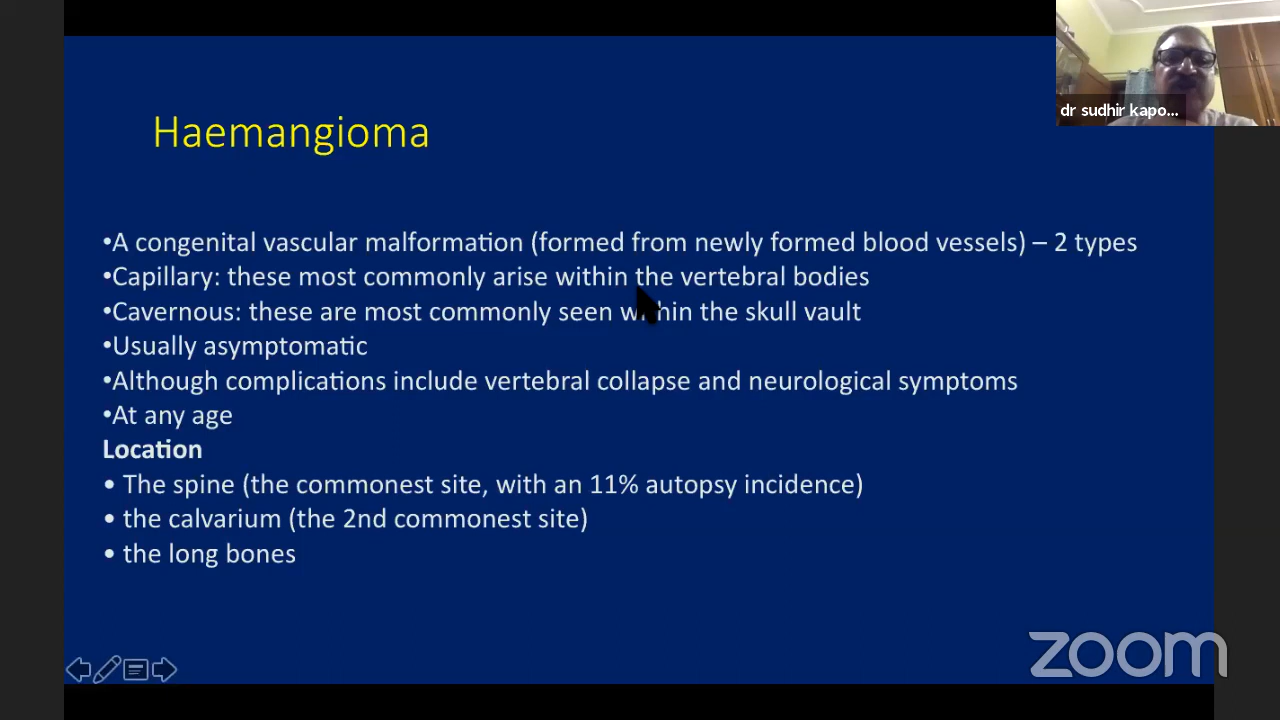 dr sudhir kapo...
Haemangioma
•A congenital vascular malformation (formed from newly formed blood vessels) – 2 types
•Capillary: these most commonly arise within the vertebral bodies
•Cavernous: these are most commonly seen within the skull vault
•Usually asymptomatic
•Although complications include vertebral collapse and neurological symptoms
•At any age
Location
• The spine (the commonest site, with an 11% autopsy incidence)
• the calvarium (the 2nd commonest site)
• the long bones
zoom